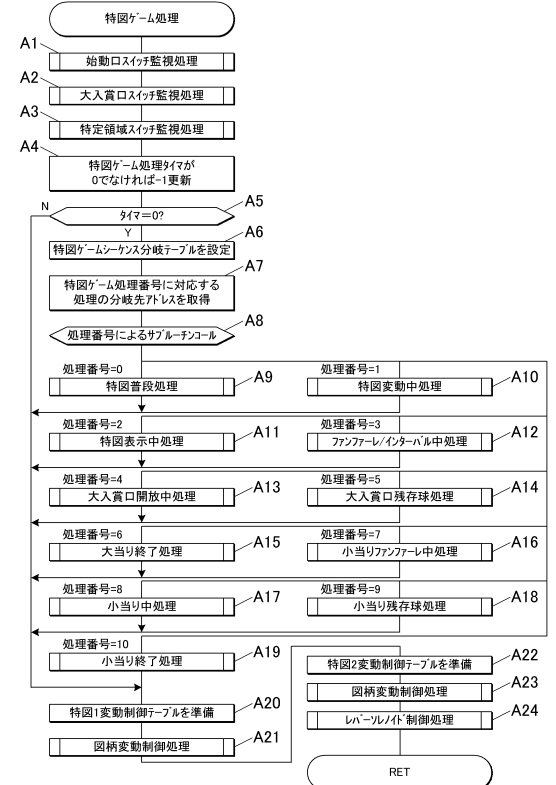 特図ゲーム処理
A1
始動口スイッチ監視処理
A2
大入賞口スイッチ監視処理
A3
特定領域スイッチ監視処理
A4
特図ゲーム処理タイマが
0でなければ-1更新
A5
N
タイマ＝0?
Y
A6
特図ゲームシーケンス分岐テーブルを設定
A7
特図ゲーム処理番号に対応する
処理の分岐先アドレスを取得
A8
処理番号によるサブルーチンコール
処理番号=0
特図普段処理
A9
処理番号=1
特図変動中処理
A10
処理番号=2
特図表示中処理
A11
処理番号=3
ファンファーレ/インターバル中処理
A12
処理番号=4
大入賞口開放中処理
A13
処理番号=5
大入賞口残存球処理
A14
処理番号=6
大当り終了処理
A15
処理番号=7
小当りファンファーレ中処理
A16
処理番号=8
小当り中処理
A17
処理番号=9
小当り残存球処理
A18
処理番号=10
小当り終了処理
A19
特図1変動制御テーブルを準備
A20
図柄変動制御処理
A21
特図2変動制御テーブルを準備
A22
図柄変動制御処理
A23
レバーソレノイド制御処理
A24
RET